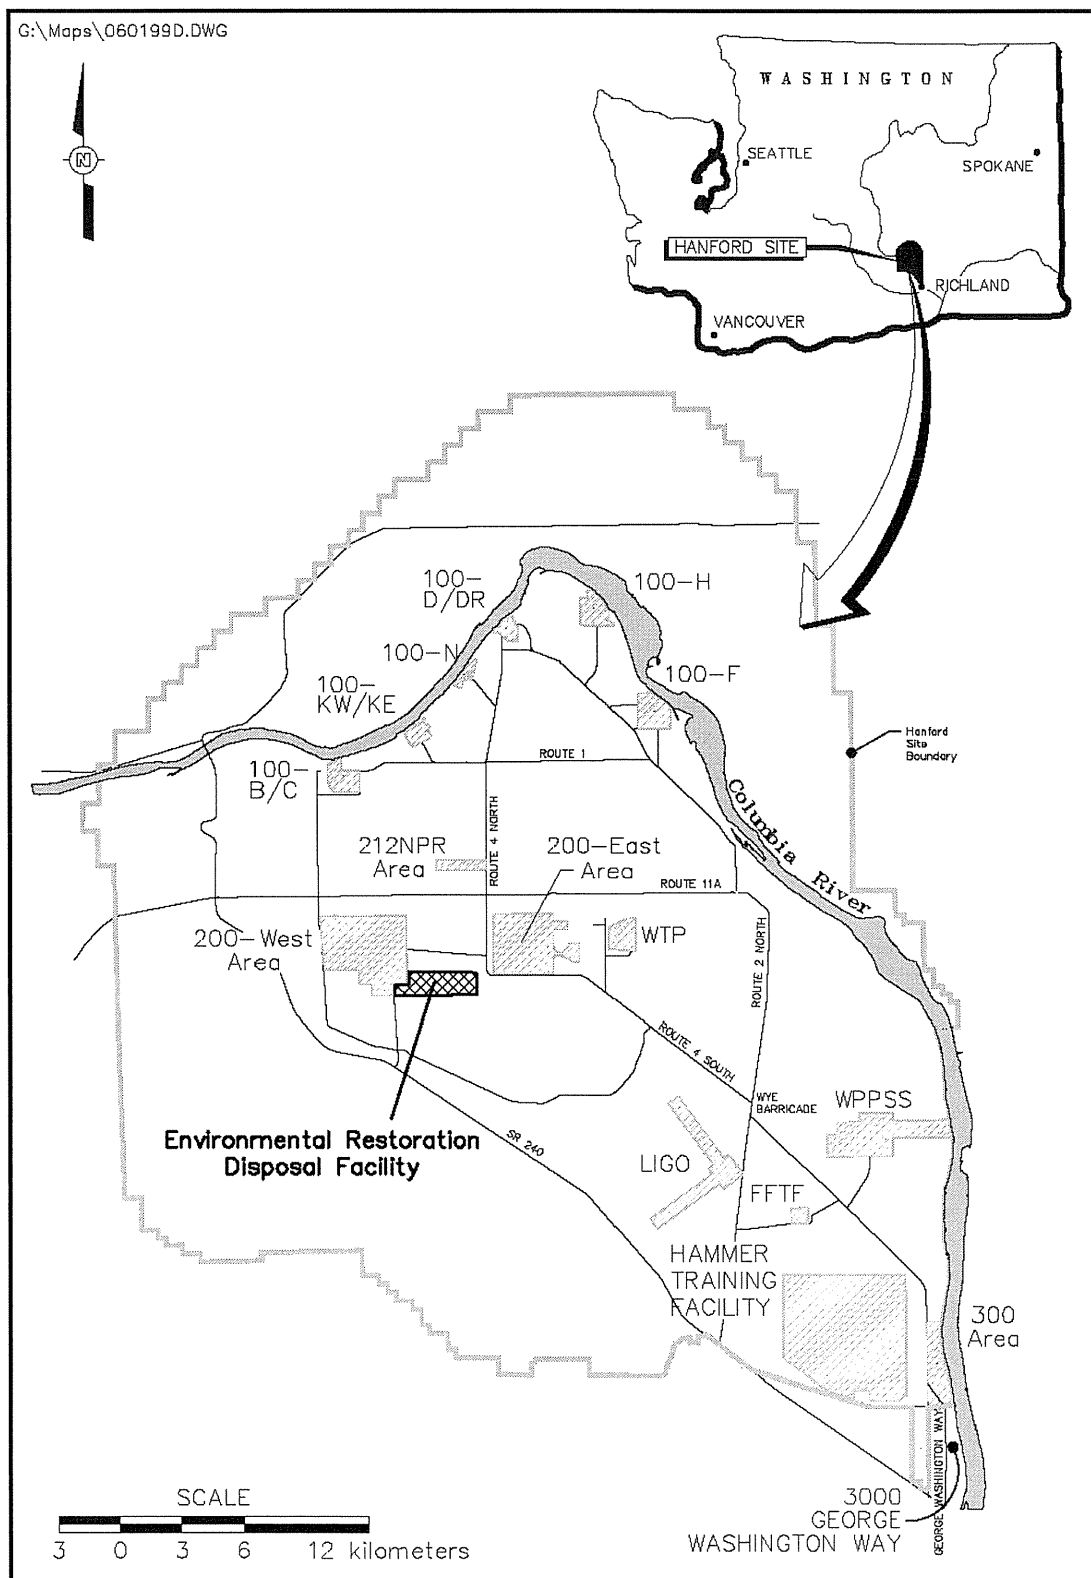 G:\Maps\060199D.DWG
N
WASHINGTON
SEATTLE
SPOKANE
HANFORD SITE
RICHLAND
VANCOUVER
100-
D/DR
100-H
100-N
100-
KW/KE
100-F
Hanford
Site
Boundary
100-
B/C
ROUTE 1
Columbia River
ROUTE 4 NORTH
212NPR
Area
200-East
Area
ROUTE 11A
200-West
Area
WTP
ROUTE 2 NORTH
ROUTE 4 SOUTH
WYE
BARRICADE
WPPSS
Environmental Restoration
Disposal Facility
SR 240
LIGO
FFTF
HAMMER
TRAINING
FACILITY
300
Area
GEORGE WASHINGTON WAY
3000
GEORGE
WASHINGTON WAY
SCALE
3 0 3 6 12 kilometers